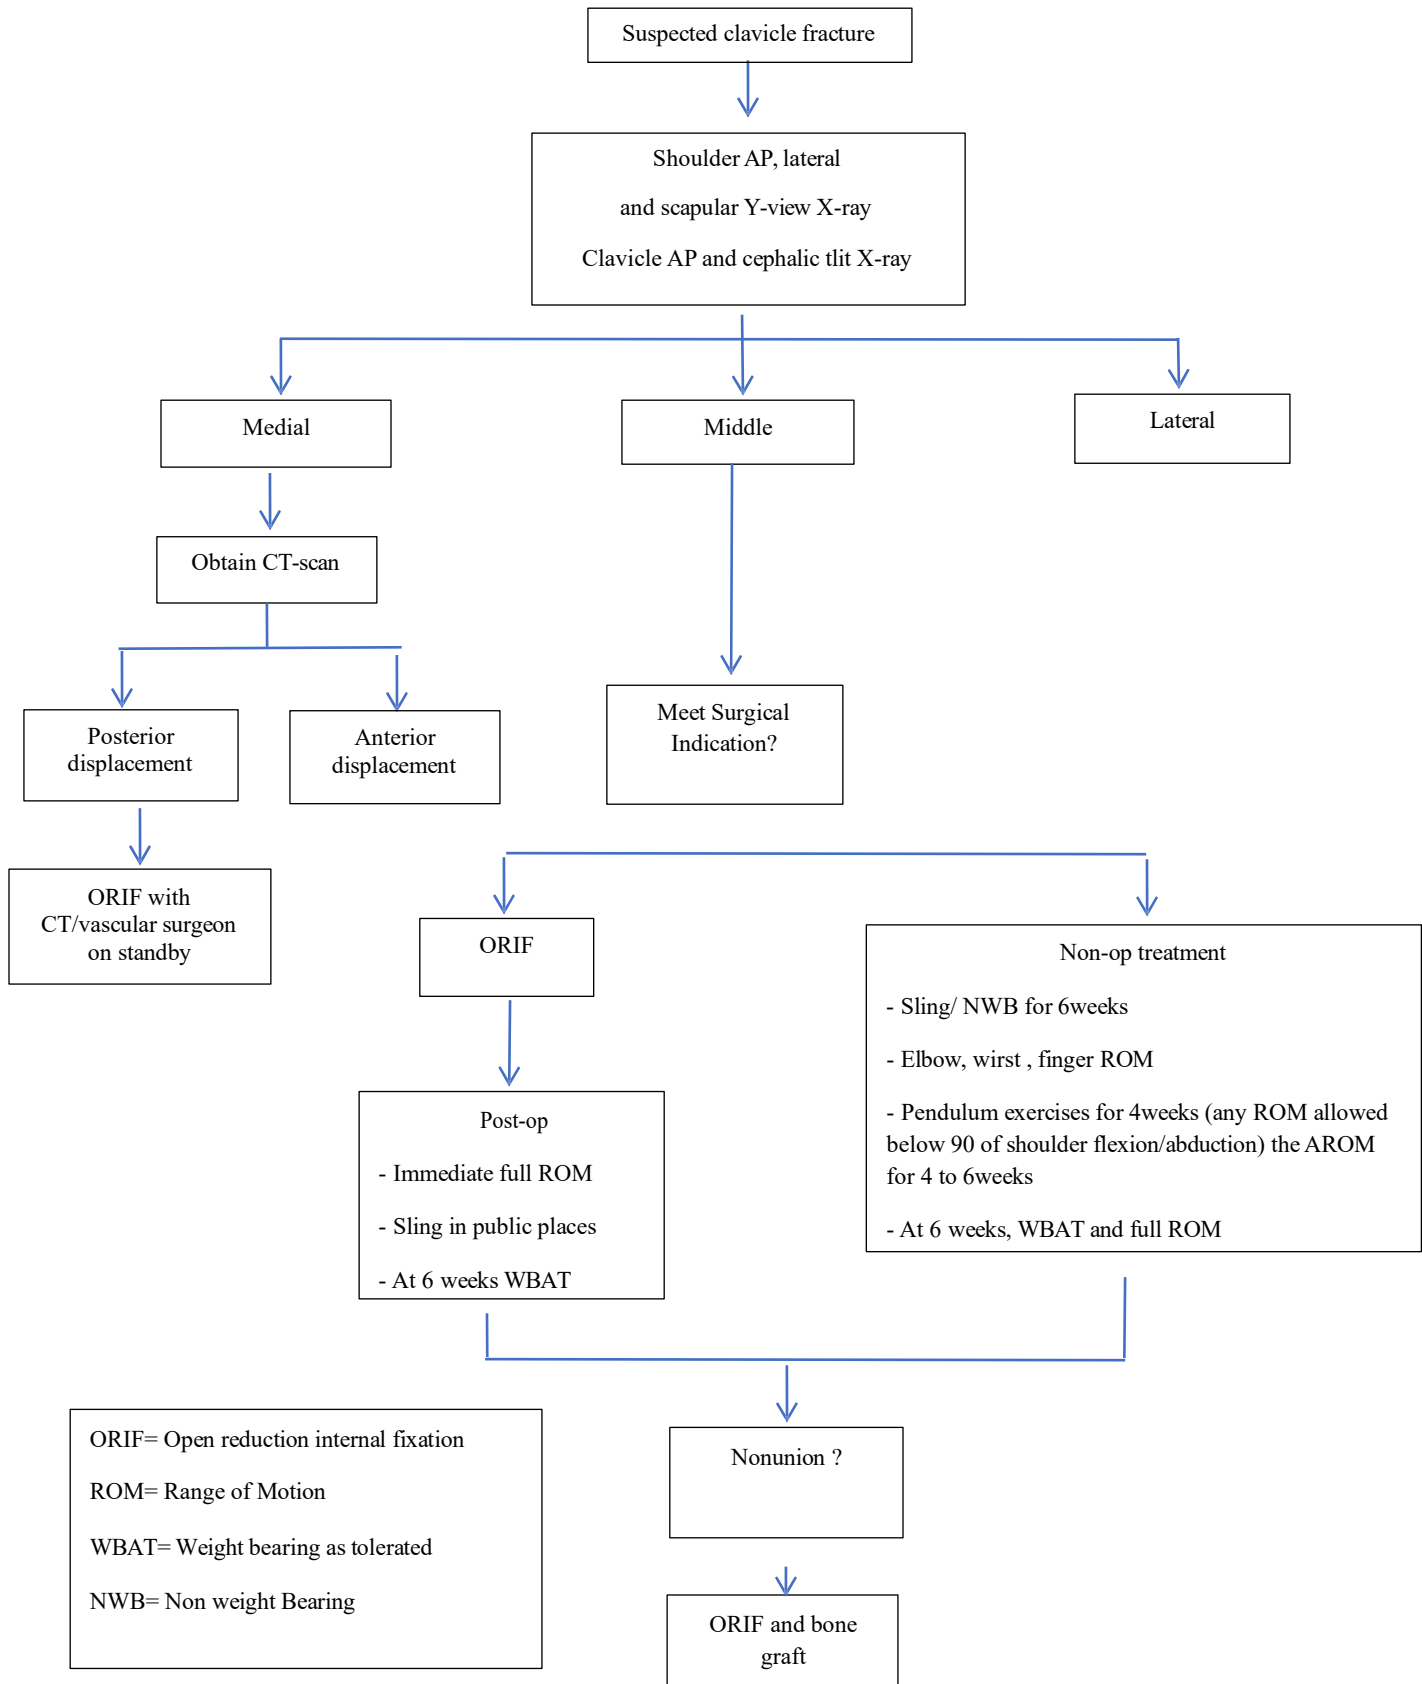 Suspected clavicle fracture
Shoulder AP, lateral
and scapular Y-view X-ray
Clavicle AP and cephalic tlit X-ray
Medial
Middle
Lateral
Obtain CT-scan
Posterior
displacement
Anterior
displacement
Meet Surgical
Indication?
ORIF with
CT/vascular surgeon
on standby
ORIF
Non-op treatment
- Sling/ NWB for 6weeks
- Elbow, wirst , finger ROM
- Pendulum exercises for 4weeks (any ROM allowed
below 90 of shoulder flexion/abduction) the AROM
for 4 to 6weeks
- At 6 weeks, WBAT and full ROM
Post-op
- Immediate full ROM
- Sling in public places
- At 6 weeks WBAT
ORIF= Open reduction internal fixation
ROM= Range of Motion
WBAT= Weight bearing as tolerated
NWB= Non weight Bearing
Nonunion ?
ORIF and bone
graft